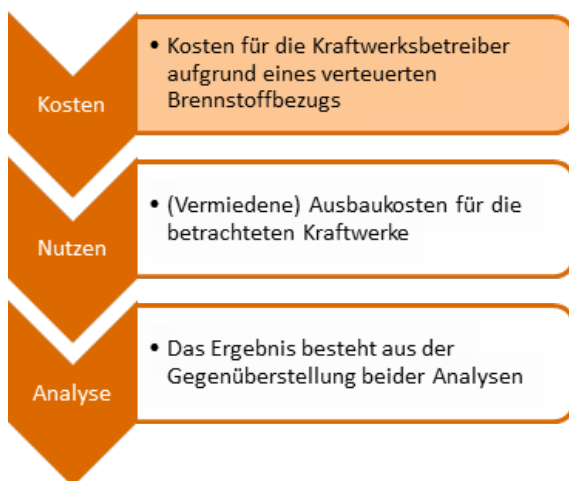 Kosten
• Kosten für die Kraftwerksbetreiber
aufgrund eines verteuerten
Brennstoffbezugs
Nutzen
• (Vermiedene) Ausbaukosten für die
betrachteten Kraftwerke
Analyse
• Das Ergebnis besteht aus der
Gegenüberstellung beider Analysen